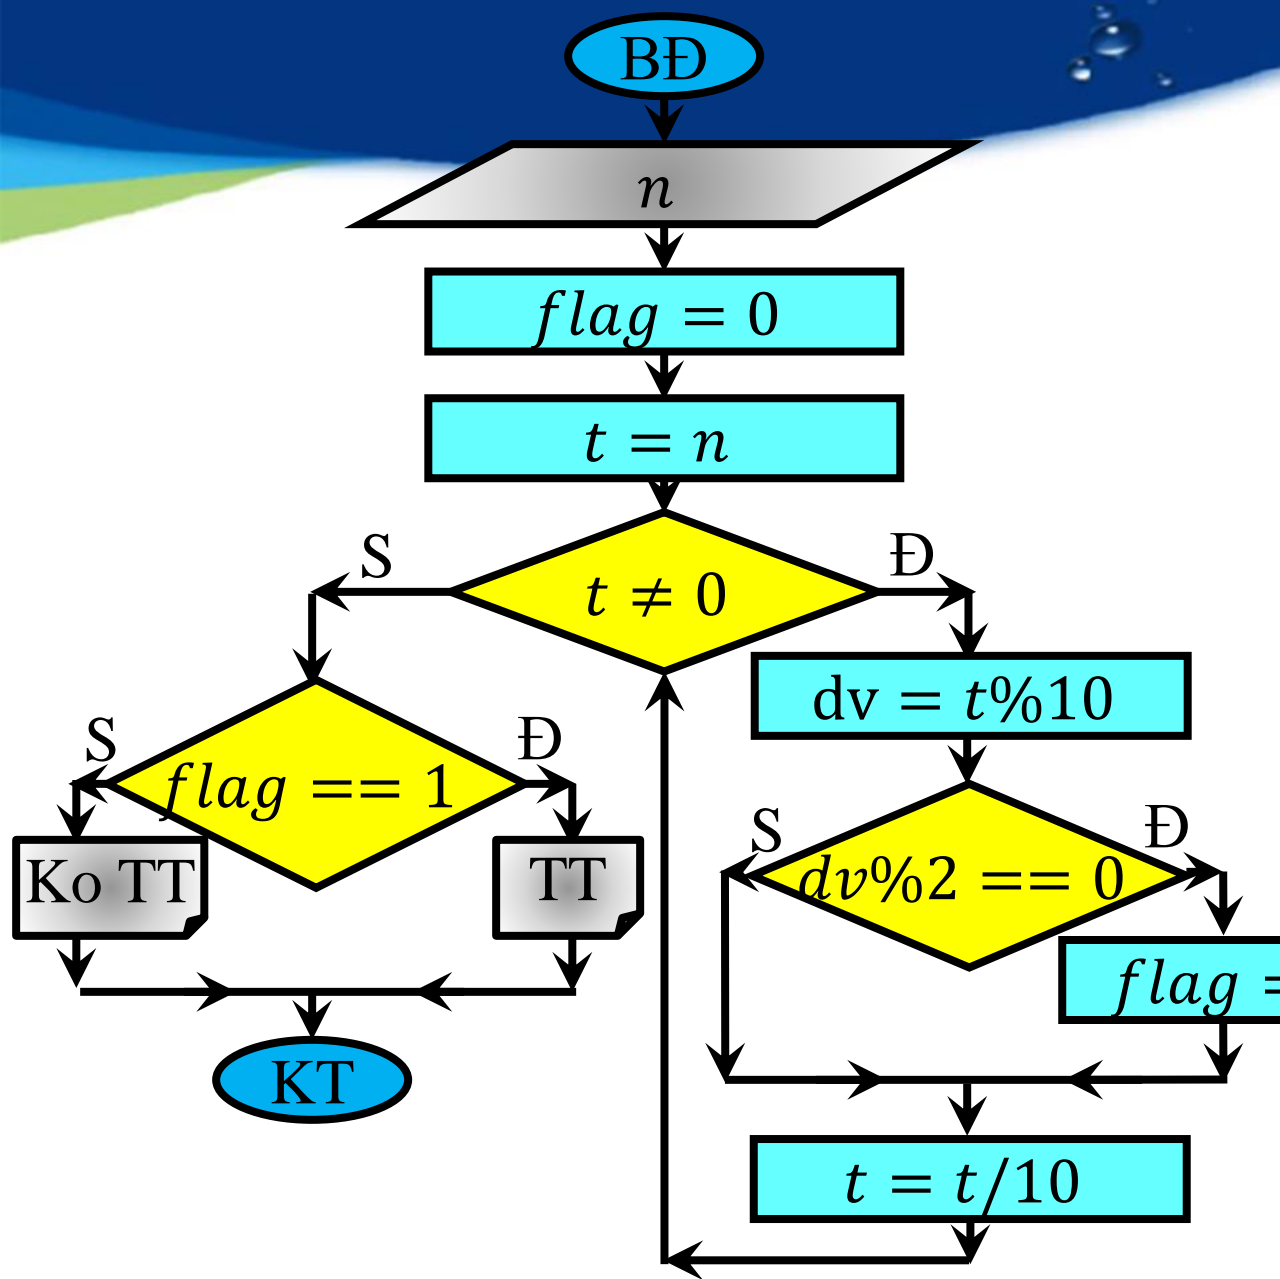 BĐ
n
flag = 0
t = n
S
Đ
t ≠ 0
dv = t%10
S
Đ
flag == 1
S
Đ
dv%2 == 0
Ko TT
TT
flag =
KT
t = t/10